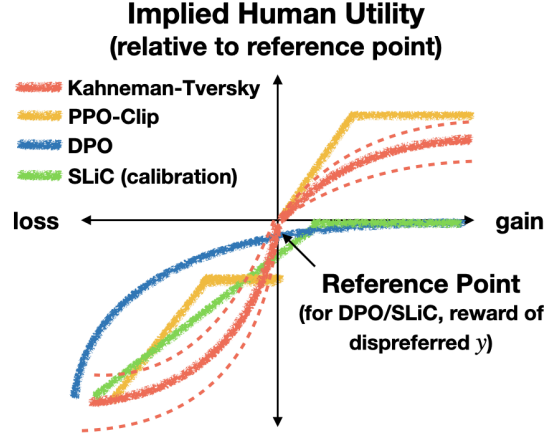 Implied Human Utility
(relative to reference point)
Kahneman-Tversky
PPO-Clip
DPO
SLiC (calibration)
loss
gain
Reference Point
(for DPO/SLiC, reward of
dispreferred y)